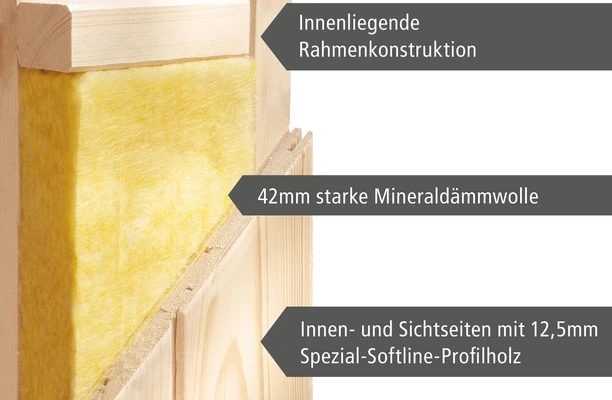 Innenliegende
Rahmenkonstruktion
42mm starke Mineraldämmwolle
Innen- und Sichtseiten mit 12,5mm
Spezial-Softline-Profilholz